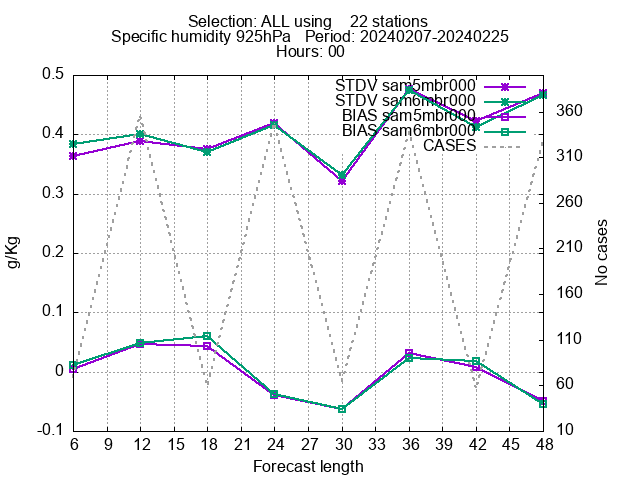 Selection: ALL using    22 stations
Specific humidity 925hPa   Period: 20240207-20240225
Hours: 00
STDV sam5mbr000
STDV sam6mbr000
BIAS sam5mbr000
BIAS sam6mbr000
CASES
g/Kg
0.5
0.4
0.3
0.2
0.1
0
-0.1
360
310
260
210
160
110
60
10
No cases
6 12 13 18 24 27 30 33 36 39 42 45 48
Forecast length